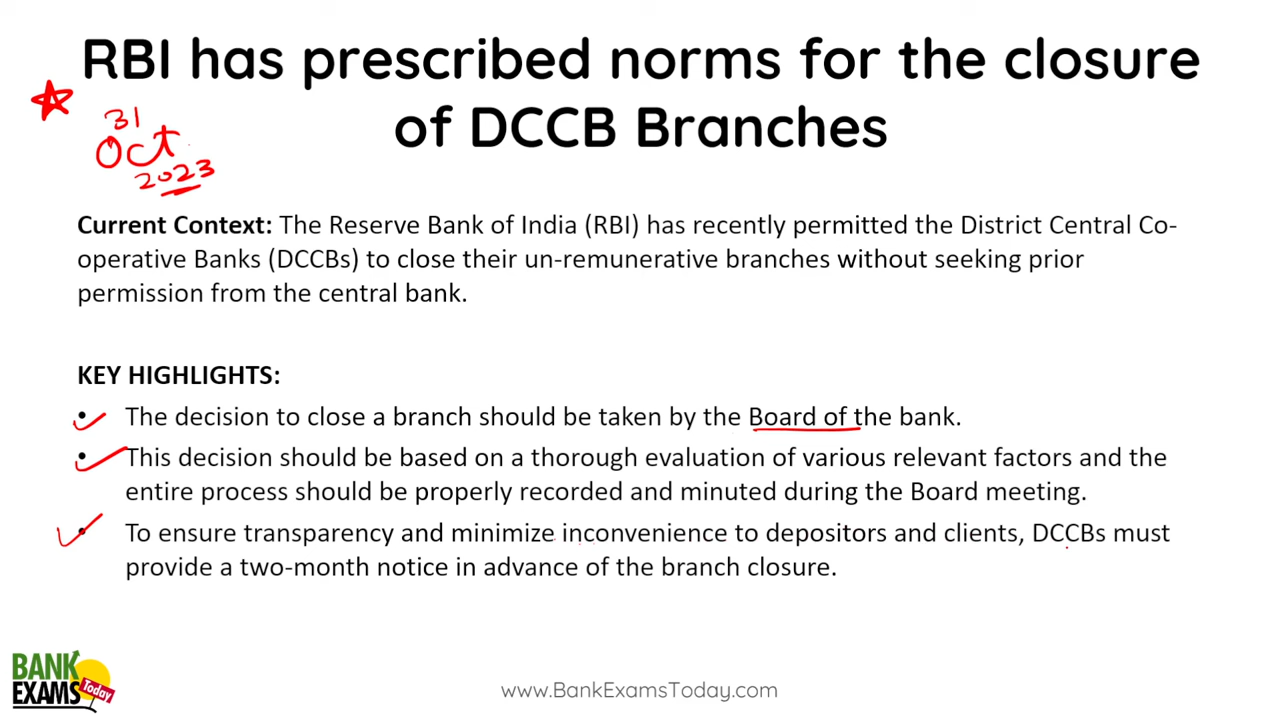 RBI has prescribed norms for the closure
of DCCB Branches
31
Oct
2023
Current Context: The Reserve Bank of India (RBI) has recently permitted the District Central Co-
operative Banks (DCCBs) to close their un-remunerative branches without seeking prior
permission from the central bank.
KEY HIGHLIGHTS:
• The decision to close a branch should be taken by the Board of the bank.
• This decision should be based on a thorough evaluation of various relevant factors and the
entire process should be properly recorded and minuted during the Board meeting.
• To ensure transparency and minimize inconvenience to depositors and clients, DCCBs must
provide a two-month notice in advance of the branch closure.
BANK
EXAMS
Today
www.BankExamsToday.com